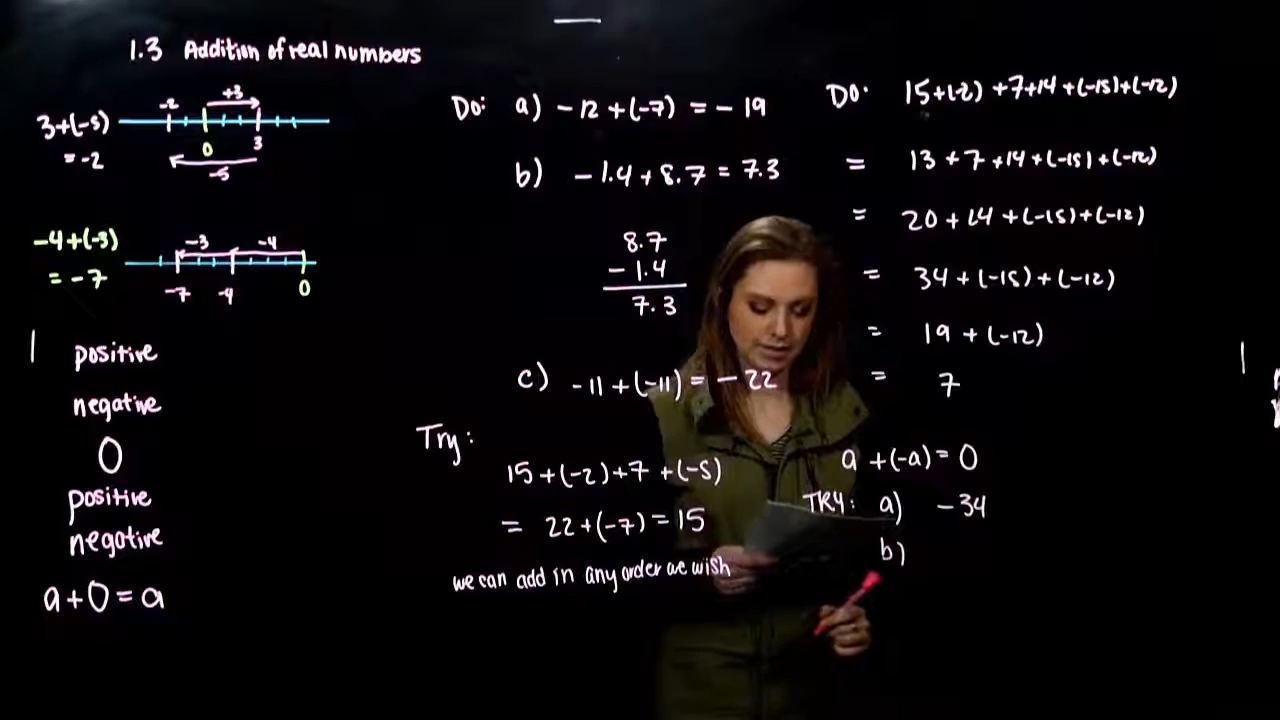 1.3 Addition of real numbers
3+(-5)
= -2
-2
+3
0
3
-5
-4+(-3)
= -7
-3
-4
-7
-4
0
positive
negative
0
positive
negative
a+0=a
Do: a) -12+(-7) = -19
b) -1.4+8.7=7.3
8.7
-1.4
7.3
c) -11+(-11)= -22
Try:
15+(-2)+7+(-5)
= 22+(-7)=15
we can add in any order we wish
Do: 15+(-2)+7+14+(-15)+(-12)
= 13+7+14+(-15)+(-12)
= 20+14+(-15)+(-12)
= 34+(-15)+(-12)
= 19+(-12)
= 7
a+(-a)=0
TRY: a) -34
b)